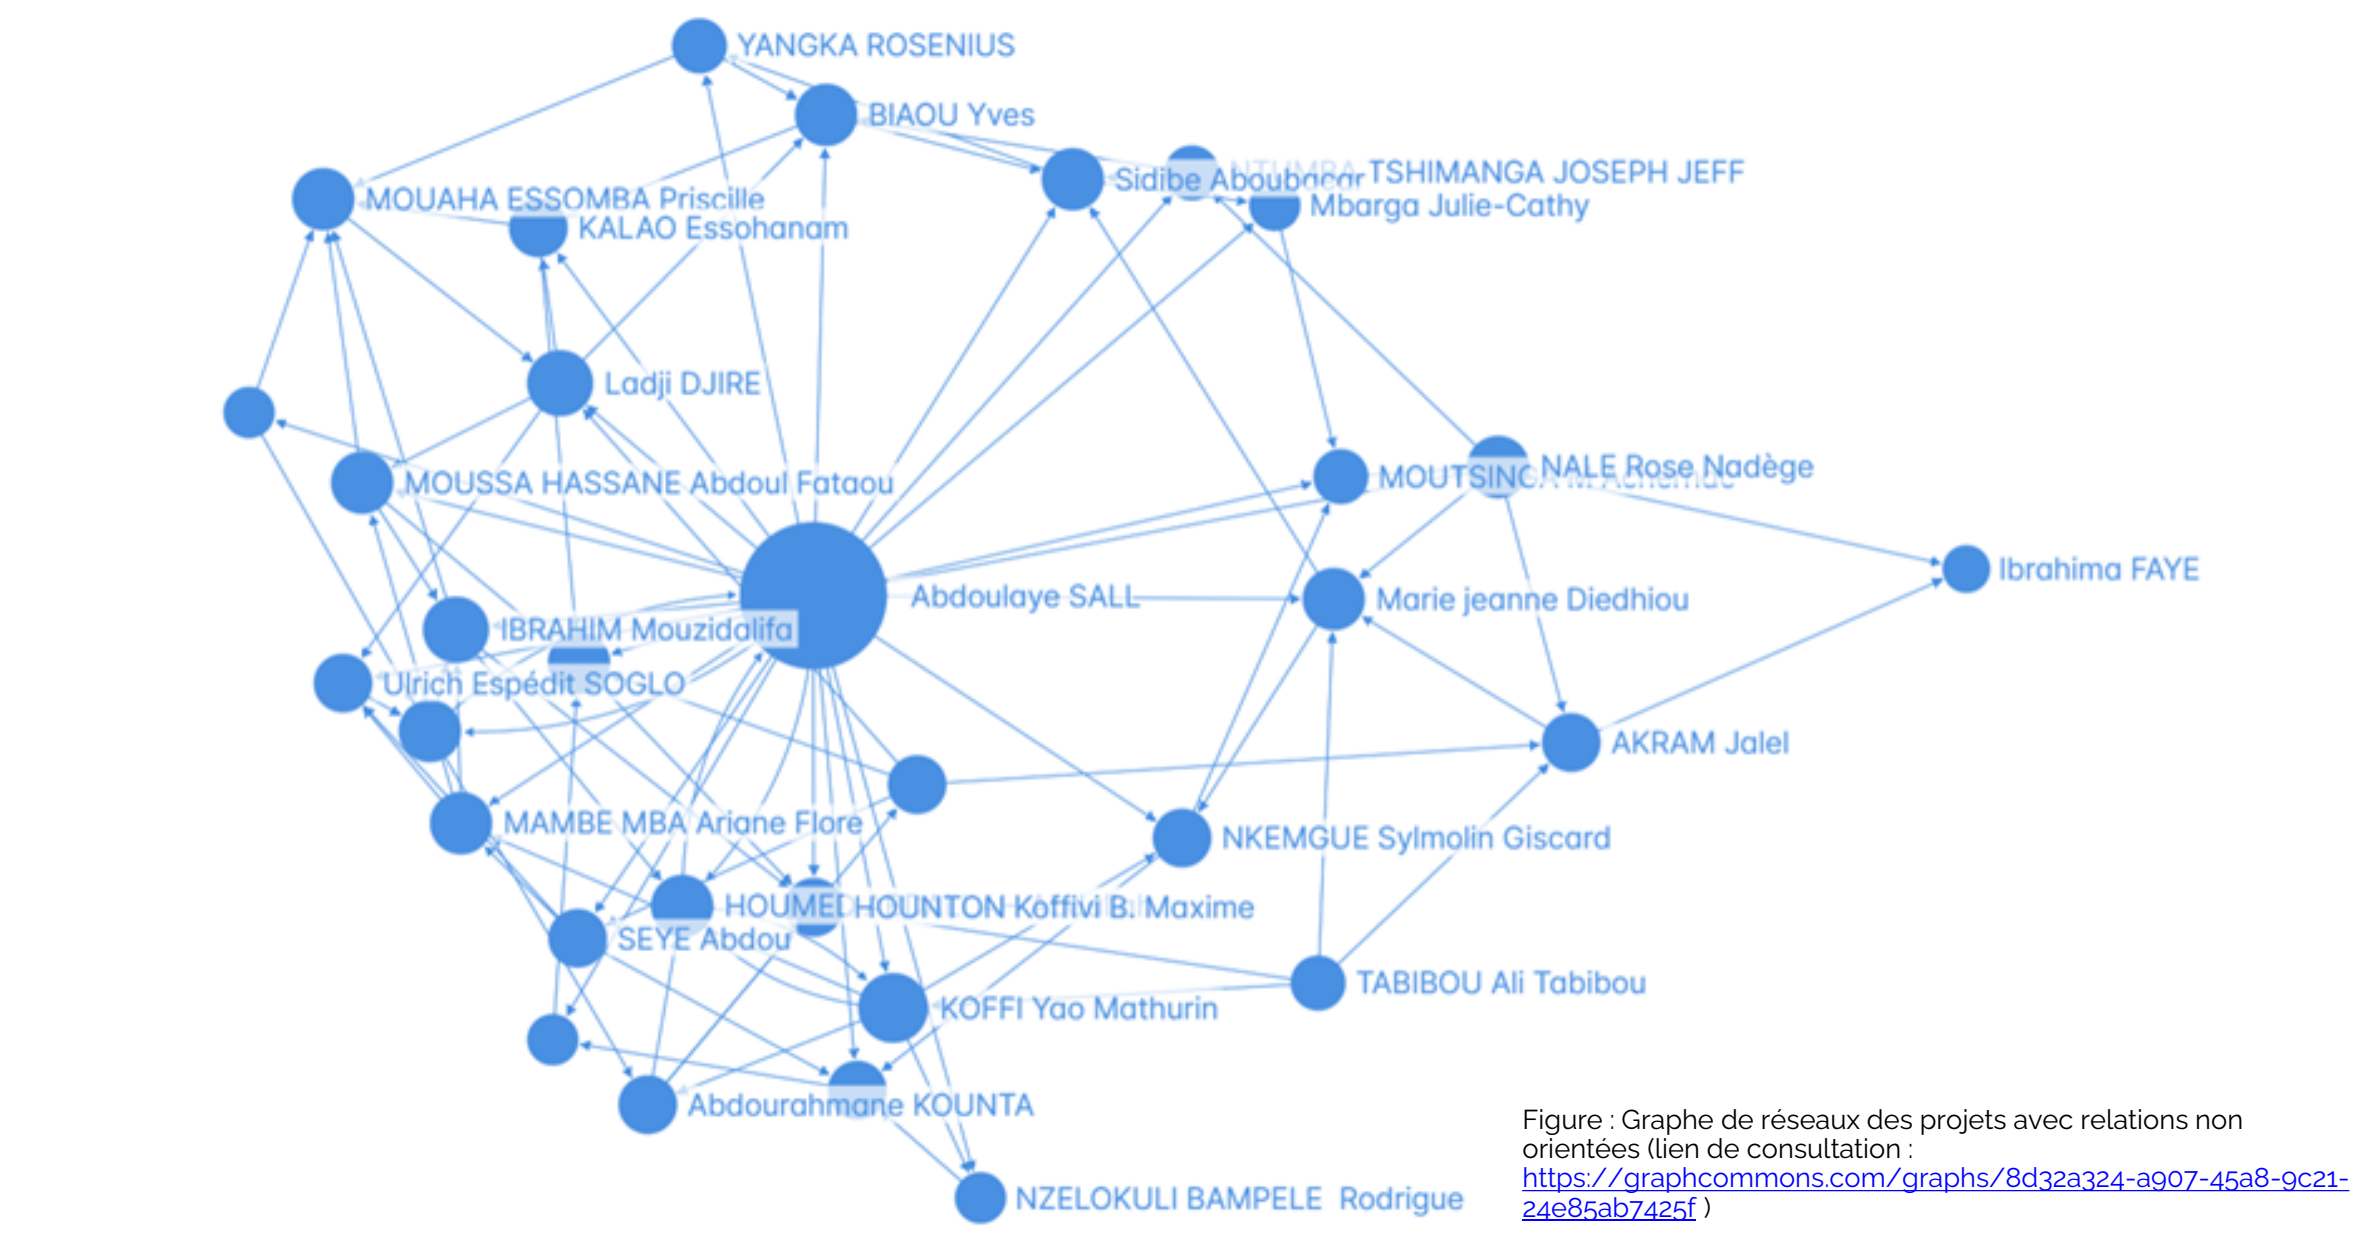 YANGKA ROSENIUS
BIAOU Yves
TSHIMANGA JOSEPH JEFF
Sidibe Aboubacar
MOUAHA ESSOMBA Priscille
Mbarga Julie-Cathy
KALAO Essohanam
Ladji DJIRE
NALE Rose Nadège
MOUTSINGA
MOUSSA HASSANE Abdoul Fataou
Ibrahima FAYE
Abdoulaye SALL
Marie jeanne Diedhiou
IBRAHIM Mouzidalifa
Ulrich Espédit SOGLO
AKRAM Jalel
MAMBE MBA Ariane Flore
NKEMGUE Sylmolin Giscard
HOUMED
HOUNTON Koffivi B. Maxime
SEYE Abdou
TABIBOU Ali Tabibou
KOFFI Yao Mathurin
Abdourahmane KOUNTA
NZELOKULI BAMPELE Rodrigue
Figure : Graphe de réseaux des projets avec relations non
orientées (lien de consultation :
https://graphcommons.com/graphs/8d32a324-a907-45a8-9c21-
24e85ab7425f )